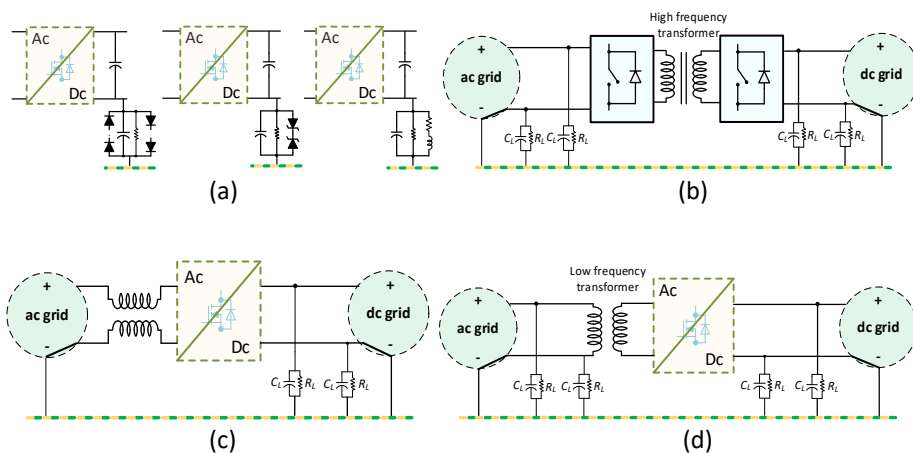 Ac
Dc
Ac
Dc
Ac
Dc
(a)
High frequency
transformer
+
ac grid
-
+
dc grid
-
CL RL CL RL CL RL CL RL
(b)
+
ac grid
-
Ac
Dc
+
dc grid
-
CL RL CL RL
(c)
Low frequency
transformer
+
ac grid
-
Ac
Dc
+
dc grid
-
CL RL CL RL CL RL CL RL
(d)